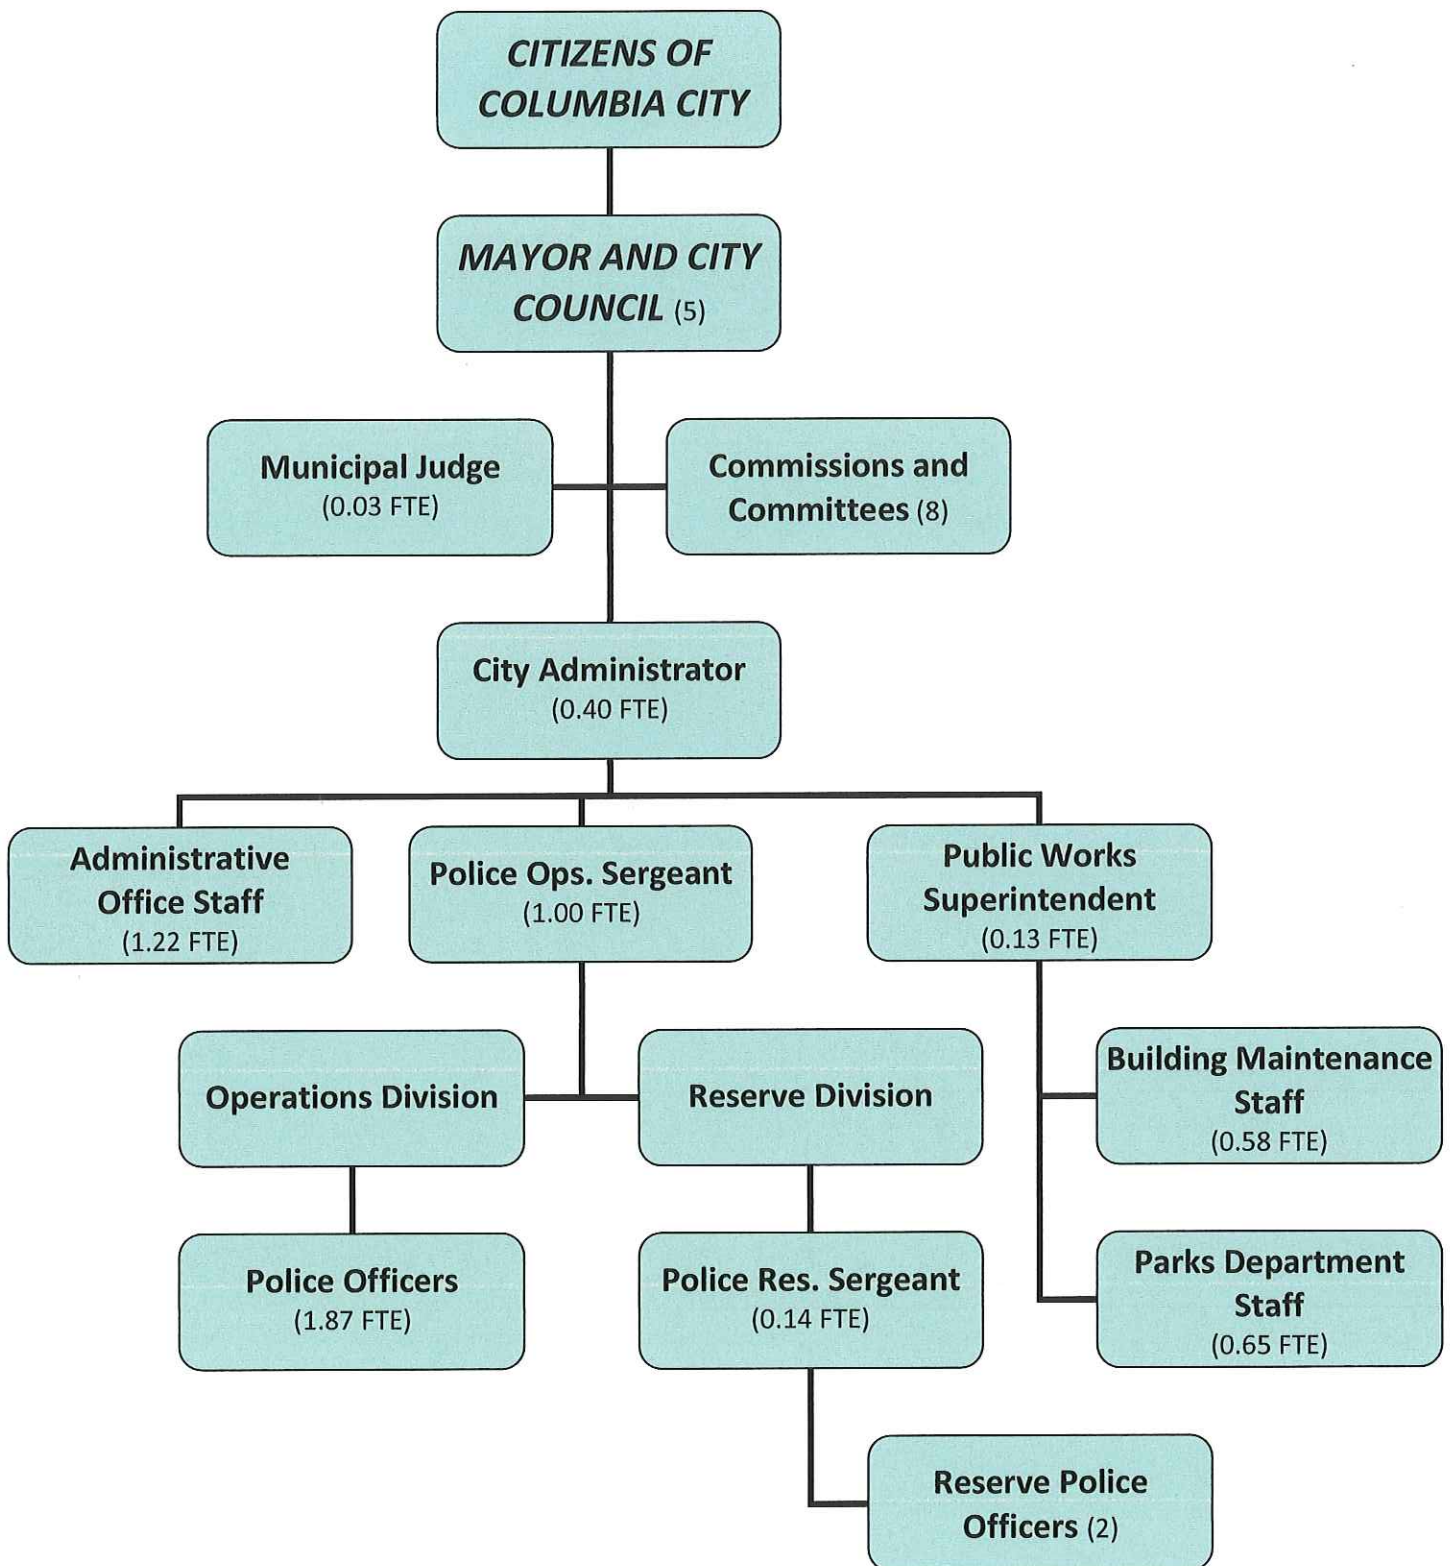 CITIZENS OF
COLUMBIA CITY
MAYOR AND CITY
COUNCIL (5)
Municipal Judge
(0.03 FTE)
Commissions and
Committees (8)
City Administrator
(0.40 FTE)
Administrative
Office Staff
(1.22 FTE)
Police Ops. Sergeant
(1.00 FTE)
Public Works
Superintendent
(0.13 FTE)
Operations Division
Reserve Division
Building Maintenance
Staff
(0.58 FTE)
Police Officers
(1.87 FTE)
Police Res. Sergeant
(0.14 FTE)
Parks Department
Staff
(0.65 FTE)
Reserve Police
Officers (2)